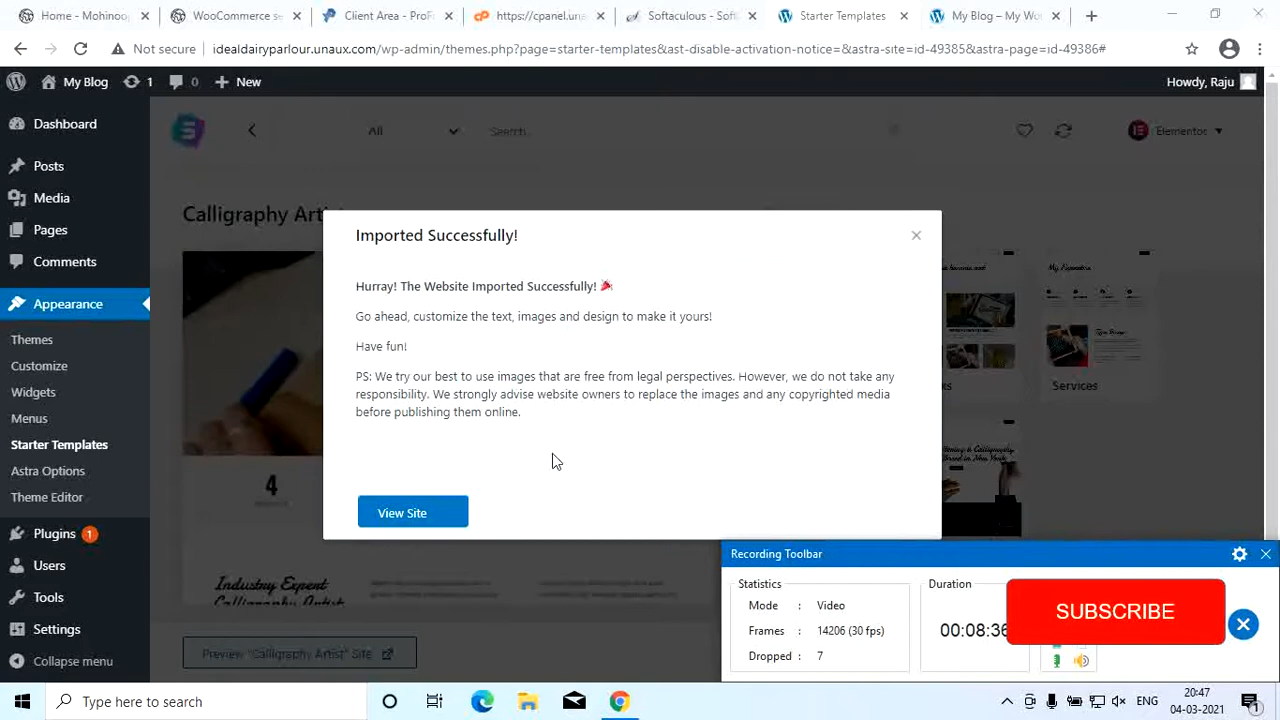 Home - Mohinoo
WooCommerce se
Client Area - ProF
https://cpanel.una
Softaculous - Soft
Starter Templates
My Blog – My Wo
Not secure
idealdairyparlour.unaux.com/wp-admin/themes.php?page=starter-templates&ast-disable-activation-notice=&astra-site=id-49385&astra-page=id-49386#
My Blog
1
0
New
Howdy, Raju
Dashboard
Posts
Media
Pages
Comments
Appearance
Themes
Customize
Widgets
Menus
Starter Templates
Astra Options
Theme Editor
Plugins 1
Users
Tools
Settings
Collapse menu
All
Search...
Elementor
Calligraphy Arti
Imported Successfully!
Hurray! The Website Imported Successfully!
Go ahead, customize the text, images and design to make it yours!
Have fun!
PS: We try our best to use images that are free from legal perspectives. However, we do not take any
responsibility. We strongly advise website owners to replace the images and any copyrighted media
before publishing them online.
View Site
My Experience
Services
4
Industry Expert
Calligraphy Artist
Preview "Calligraphy Artist" Site
Recording Toolbar
Statistics
Mode : Video
Frames : 14206 (30 fps)
Dropped : 7
Duration
00:08:36
SUBSCRIBE
Type here to search
ENG
20:47
04-03-2021
1